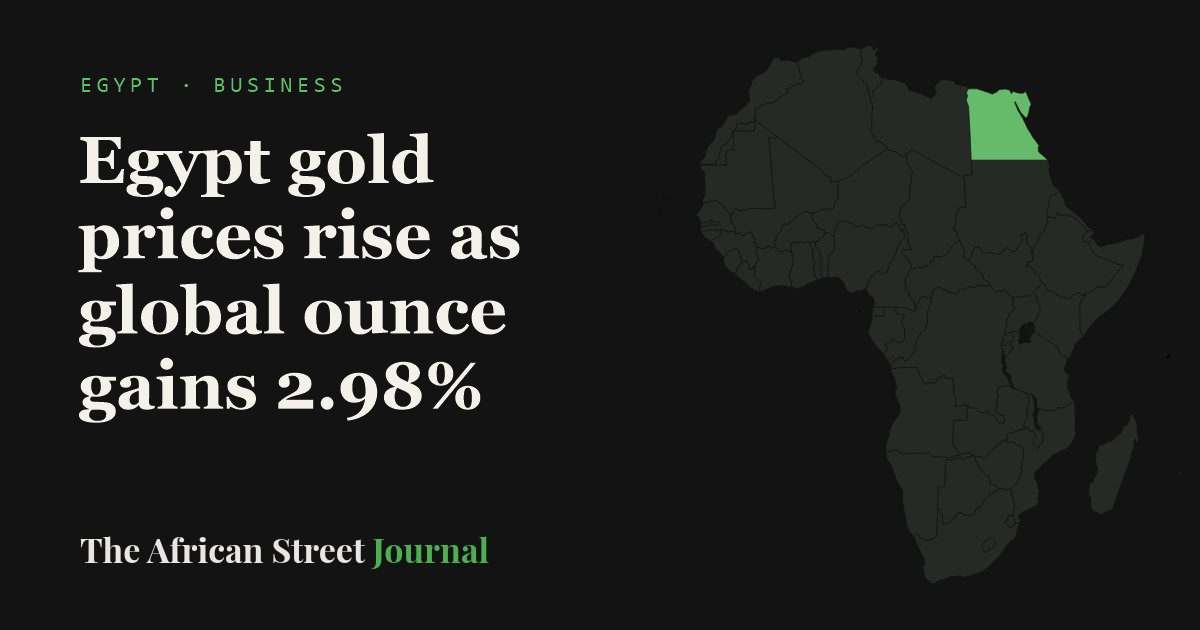 EGYPT · BUSINESS
Egypt gold
prices rise as
global ounce
gains 2.98%
The African Street Journal